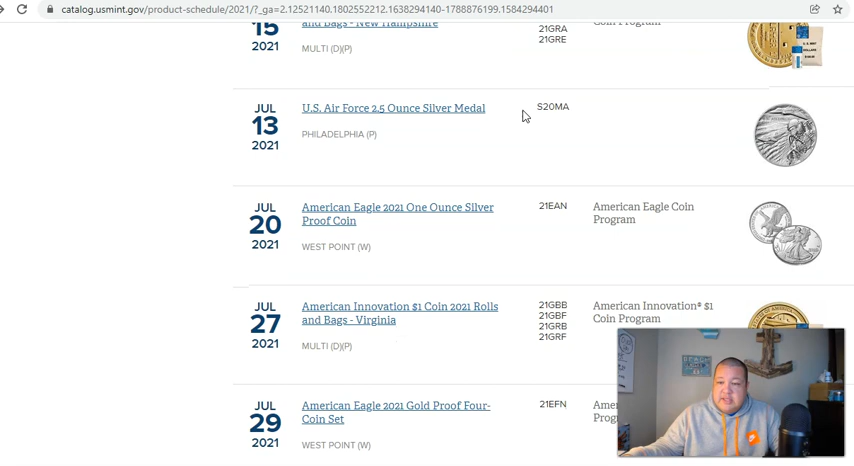 catalog.usmint.gov/product-schedule/2021/?_ga=2.12521140.1802552212.1638294140-1788876199.1584294401
15
2021
and Bags - New Hampshire
MULTI (D)(P)
21GRA
21GRE
Coin Program
JUL
13
2021
U.S. Air Force 2.5 Ounce Silver Medal
PHILADELPHIA (P)
S20MA
JUL
20
2021
American Eagle 2021 One Ounce Silver
Proof Coin
WEST POINT (W)
21EAN
American Eagle Coin
Program
JUL
27
2021
American Innovation $1 Coin 2021 Rolls
and Bags - Virginia
MULTI (D)(P)
21GBB
21GBF
21GRB
21GRF
American Innovation® $1
Coin Program
JUL
29
2021
American Eagle 2021 Gold Proof Four-
Coin Set
WEST POINT (W)
21EFN